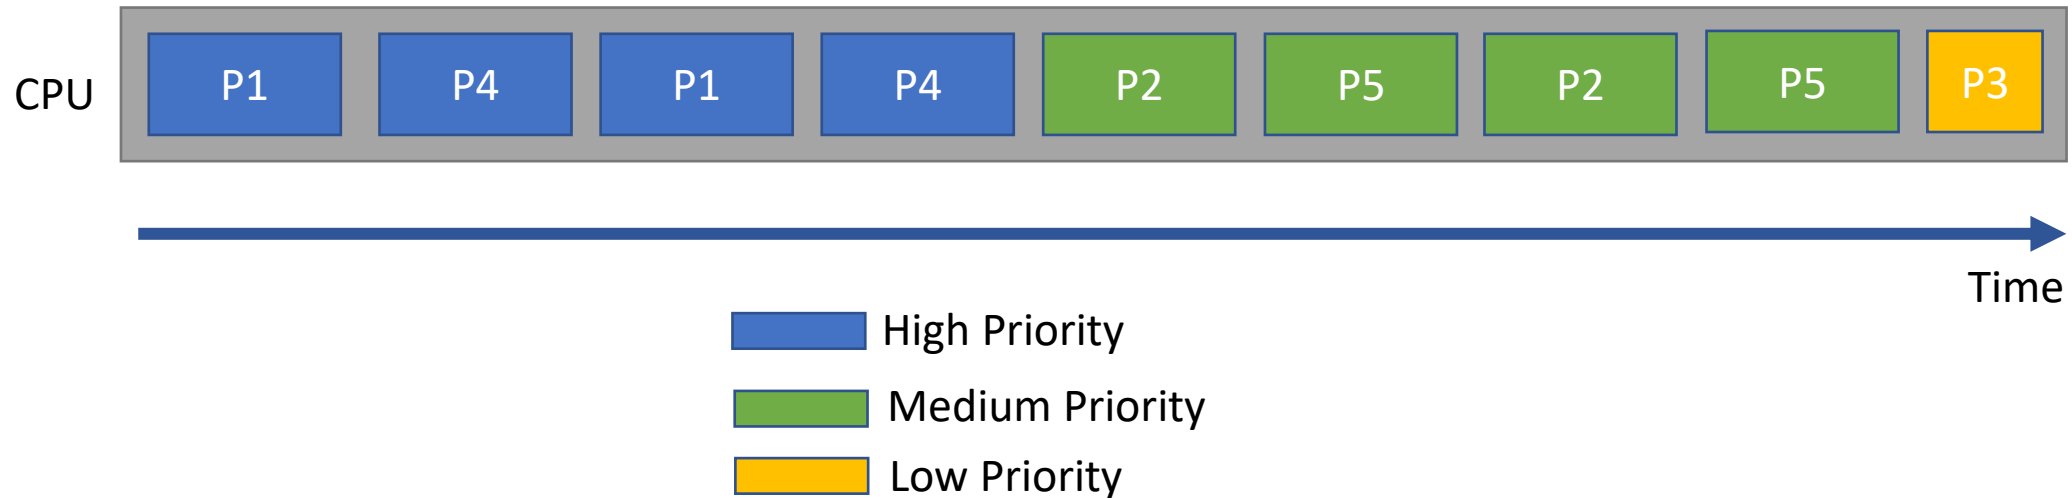 CPU P1 P4 P1 P4 P2 P5 P2 P5 P3
Time
High Priority
Medium Priority
Low Priority